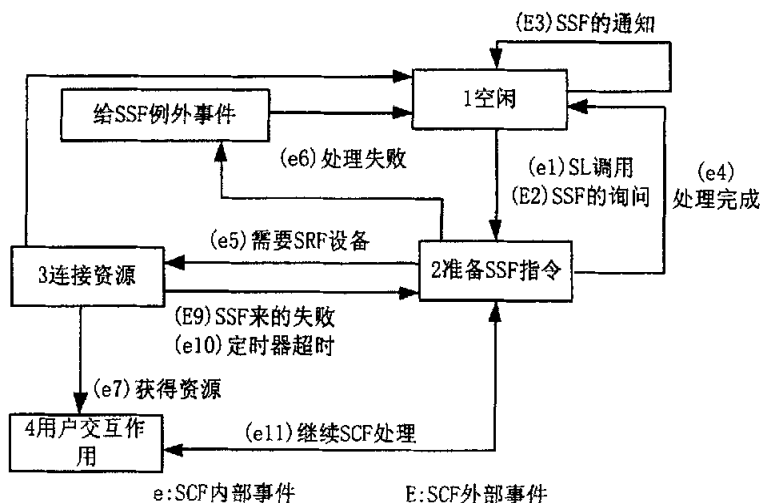 (E3)SSF的通知
1空闲
给SSF例外事件
(e6)处理失败
(e1)SL调用
(E2)SSF的询问
(e4)
处理完成
(e5)需要SRF设备
3连接资源
2准备SSF指令
(E9)SSF来的失败
(e10)定时器超时
(e7)获得资源
4用户交互作
用
(e11)继续SCF处理
e:SCF内部事件
E:SCF外部事件